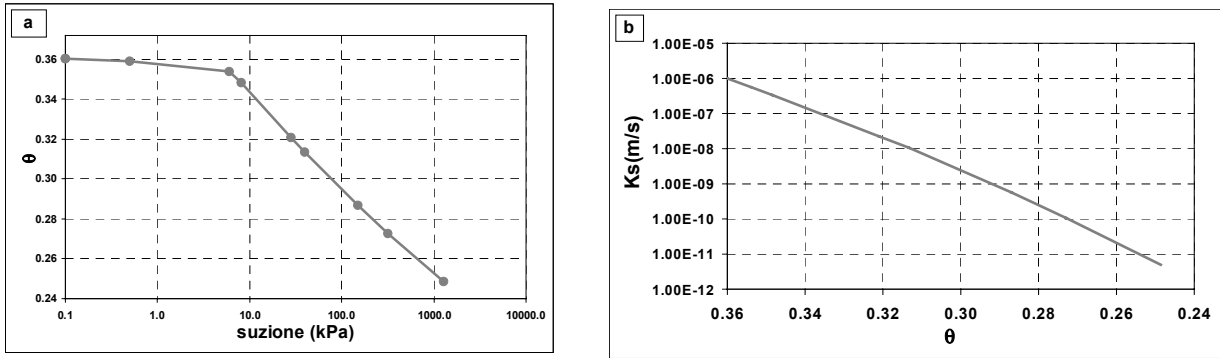 a
θ
0.36
0.34
0.32
0.30
0.28
0.26
0.24
0.1 1.0 10.0 100.0 1000.0 10000.0
suzione (kPa)
b
Ks(m/s)
1.00E-05
1.00E-06
1.00E-07
1.00E-08
1.00E-09
1.00E-10
1.00E-11
1.00E-12
0.36 0.34 0.32 0.30 0.28 0.26 0.24
θ